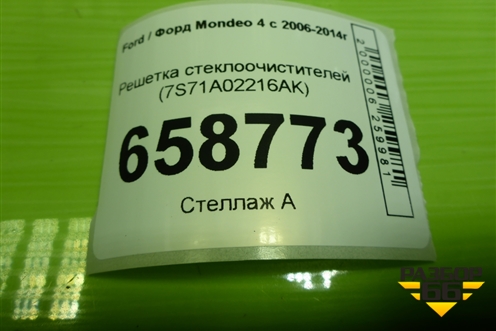 Ford / Форд Mondeo 4 с 2006-2014г
Решетка стеклоочистителей
(7S71A02216AK)
658773
Стеллаж А
2000006259981
РАЗБОР
66